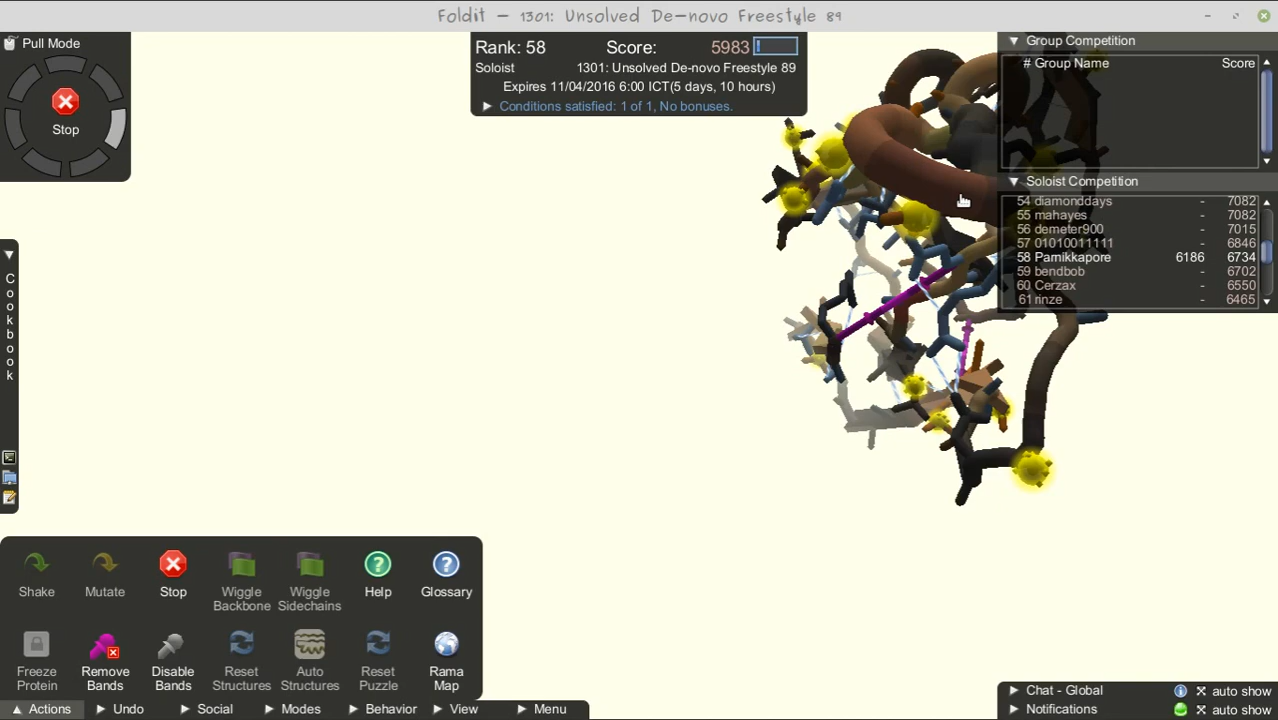 Foldit - 1301: Unsolved De-novo Freestyle 89
Pull Mode
Stop
Rank: 58 Score: 5983
Soloist 1301: Unsolved De-novo Freestyle 89
Expires 11/04/2016 6:00 ICT(5 days, 10 hours)
Conditions satisfied: 1 of 1, No bonuses.
Group Competition
# Group Name Score
Soloist Competition
54 diamonddays - 7082
55 mahayes - 7082
56 demeter900 - 7015
57 01010011111 - 6846
58 Pamikkapore 6186 6734
59 bendbob - 6702
60 Cerzax - 6550
61 rinze - 6465
Cookbook
Shake Mutate Stop Wiggle Backbone Wiggle Sidechains Help Glossary
Freeze Protein Remove Bands Disable Bands Reset Structures Auto Structures Reset Puzzle Rama Map
Actions Undo Social Modes Behavior View Menu
Chat - Global auto show
Notifications auto show